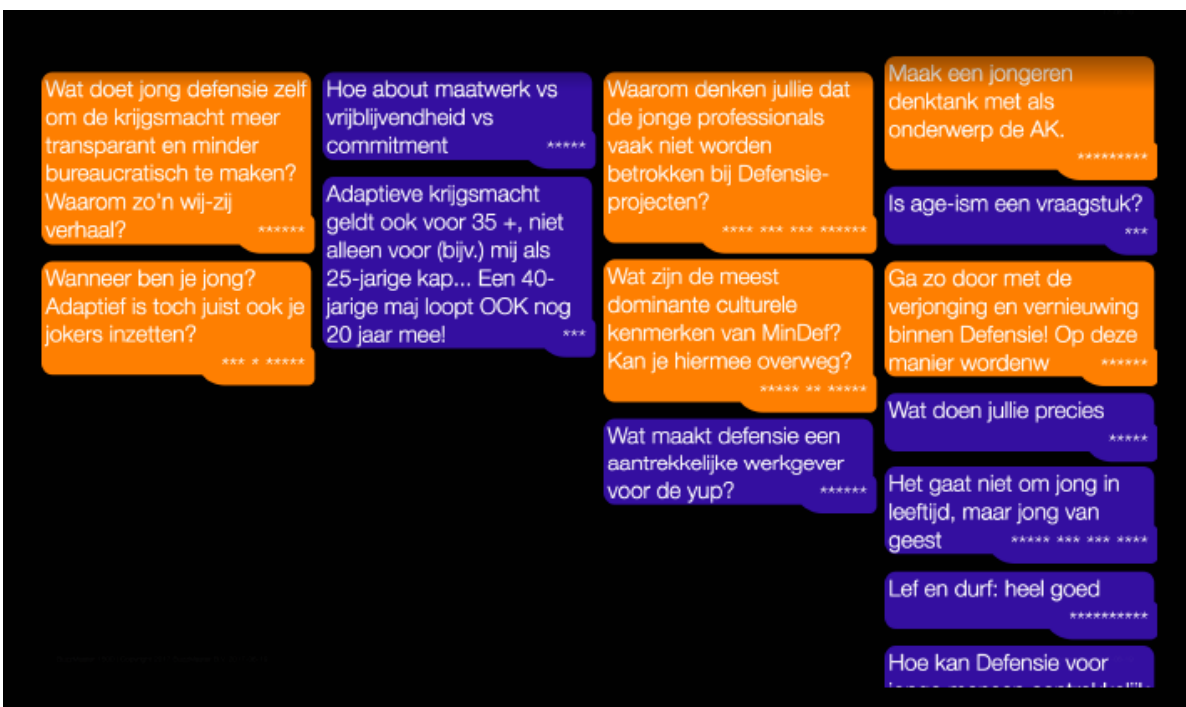 Wat doet jong defensie zelf
om de krijgsmacht meer
transparant en minder
bureaucratisch te maken?
Waarom zo'n wij-zij
verhaal? ******
Wanneer ben je jong?
Adaptief is toch juist ook je
jokers inzetten?
*** * *****
Hoe about maatwerk vs
vrijblijvendheid vs
commitment *****
Adaptieve krijgsmacht
geldt ook voor 35 +, niet
alleen voor (bijv.) mij als
25-jarige kap... Een 40-
jarige maj loopt OOK nog
20 jaar mee! ***
Waarom denken jullie dat
de jonge professionals
vaak niet worden
betrokken bij Defensie-
projecten?
**** *** *** ******
Wat zijn de meest
dominante culturele
kenmerken van MinDef?
Kan je hiermee overweg?
***** ** *****
Wat maakt defensie een
aantrekkelijke werkgever
voor de yup? ******
Maak een jongeren
denktank met als
onderwerp de AK.
*********
Is age-ism een vraagstuk?
***
Ga zo door met de
verjonging en vernieuwing
binnen Defensie! Op deze
manier wordenw ******
Wat doen jullie precies
*****
Het gaat niet om jong in
leeftijd, maar jong van
geest ***** *** *** ****
Lef en durf: heel goed
**********
Hoe kan Defensie voor